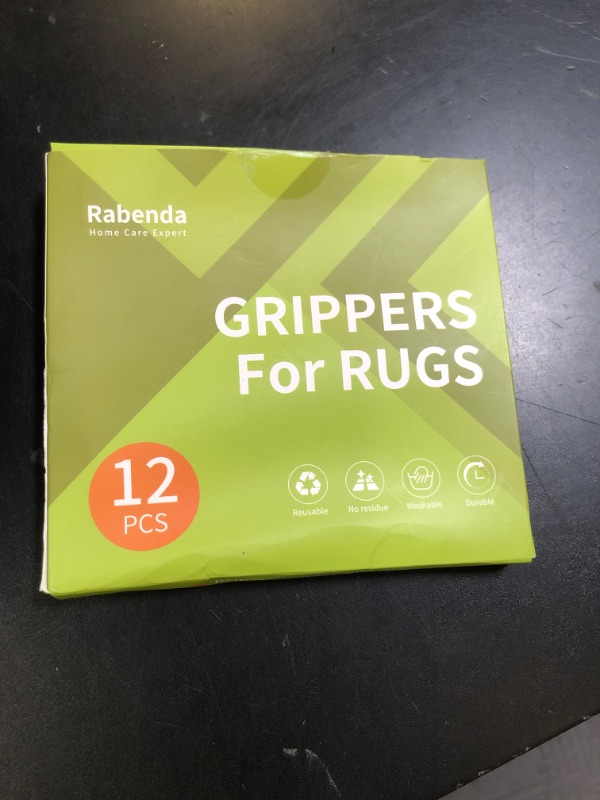 Rabenda
Home Care Expert
GRIPPERS
For RUGS
12
PCS
Reusable
No residue
Washable
Durable